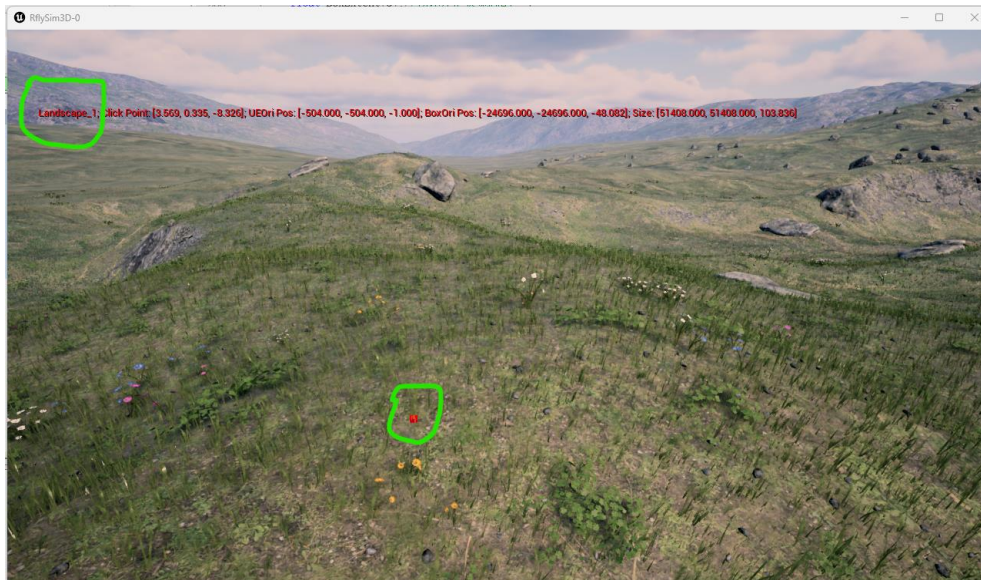 RflySim3D-0
Landscape_1; Click Point: [3.569, 0.335, -8.326]; UEOri Pos: [-504.000, -504.000, -1.000]; BoxOri Pos: [-24696.000, -24696.000, -48.082]; Size: [51408.000, 51408.000, 103.836]